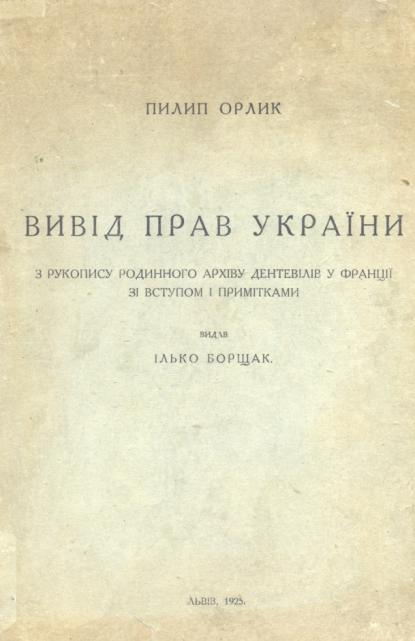 ПИЛИП ОРЛИК
ВИВІД ПРАВ УКРАЇНИ
З РУКОПИСУ РОДИННОГО АРХІВУ ДЕНТЕВІЛІВ У ФРАНЦІЇ
ЗІ ВСТУПОМ І ПРИМІТКАМИ
ВИДАВ
ІЛЬКО БОРЩАК.
ЛЬВІВ, 1925.